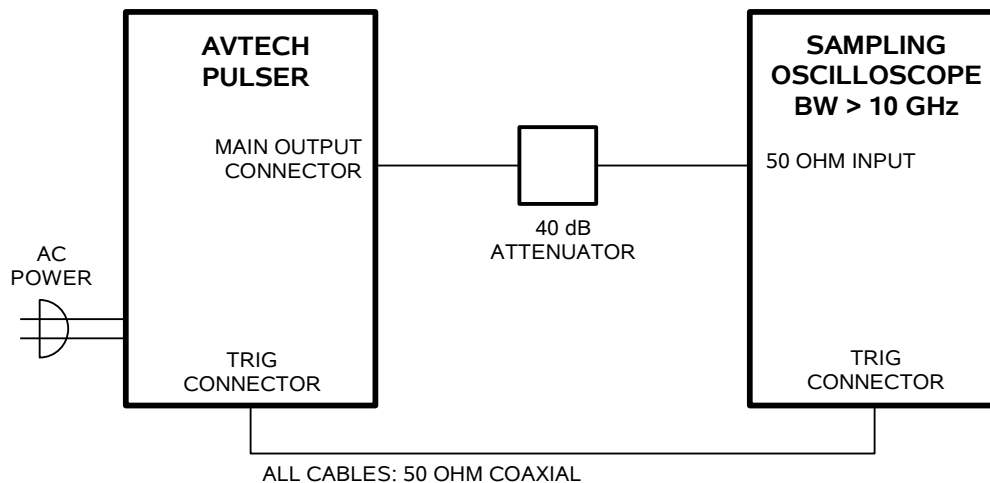 AVTECH
PULSER
MAIN OUTPUT
CONNECTOR
40 dB
ATTENUATOR
SAMPLING
OSCILLOSCOPE
BW > 10 GHz
50 OHM INPUT
AC
POWER
TRIG
CONNECTOR
TRIG
CONNECTOR
ALL CABLES: 50 OHM COAXIAL